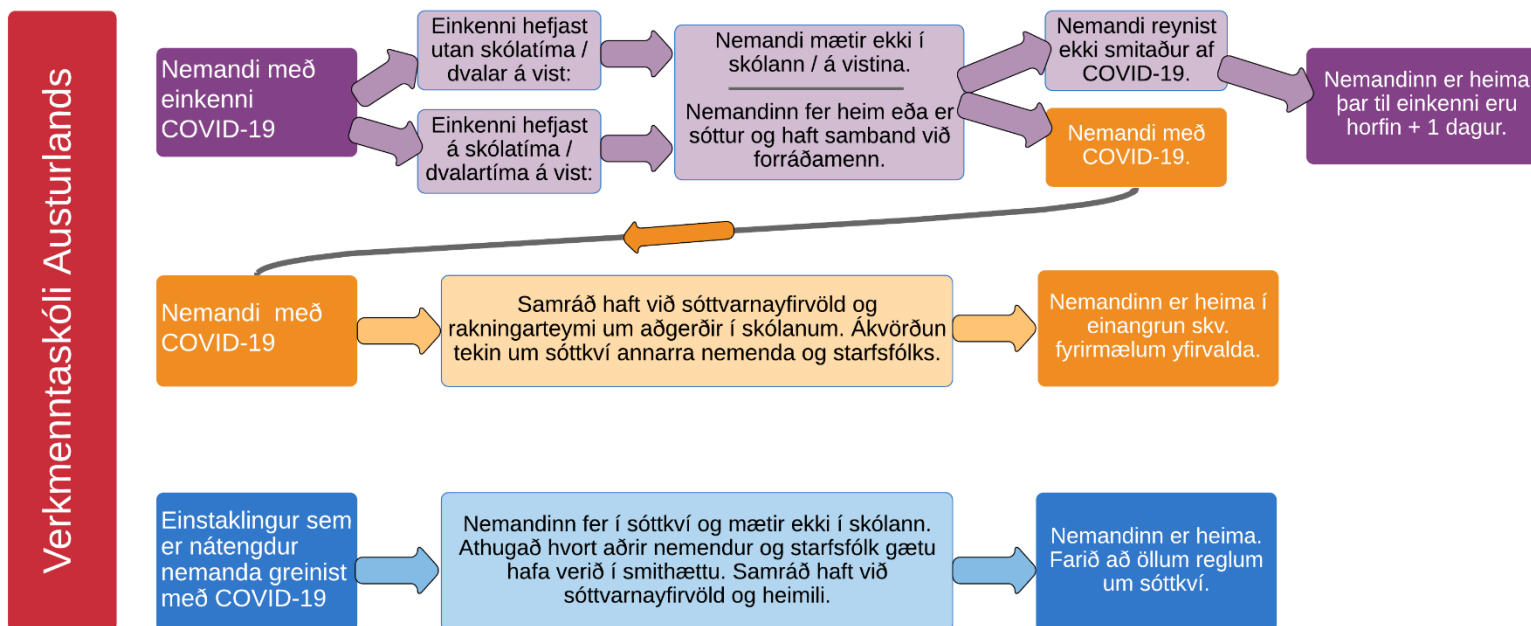 Verkmenntaskóli Austurlands
Nemandi með
einkenni
COVID-19
Einkenni hefjast
utan skólatíma /
dvalar á vist:
Einkenni hefjast
á skólatíma /
dvalartíma á vist:
Nemandi mætir ekki í
skólann / á vistina.
Nemandinn fer heim eða er
sóttur og haft samband við
forráðamenn.
Nemandi reynist
ekki smitaður af
COVID-19.
Nemandi með
COVID-19.
Nemandinn er heima
þar til einkenni eru
horfin + 1 dagur.
Nemandi með
COVID-19
Samráð haft við sóttvarnayfirvöld og
rakningarteymi um aðgerðir í skólanum. Ákvörðun
tekin um sóttkví annarra nemenda og starfsfólks.
Nemandinn er heima í
einangrun skv.
fyrirmælum yfirvalda.
Einstaklingur sem
er nátengdur
nemanda greinist
með COVID-19
Nemandinn fer í sóttkví og mætir ekki í skólann.
Athugað hvort aðrir nemendur og starfsfólk gætu
hafa verið í smithættu. Samráð haft við
sóttvarnayfirvöld og heimili.
Nemandinn er heima.
Farið að öllum reglum
um sóttkví.